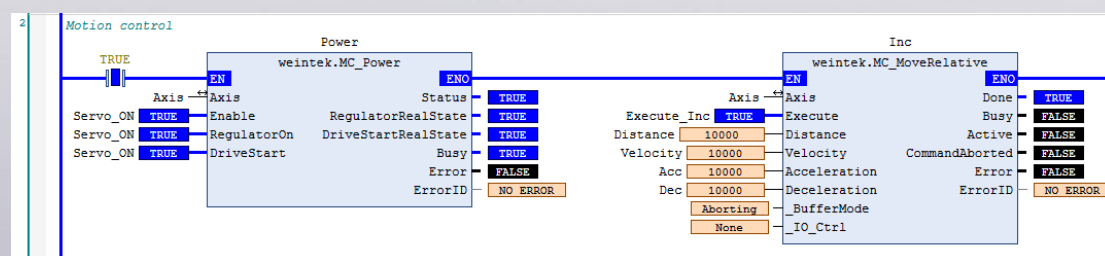 2
Motion control
Power
Inc
TRUE
weintek.MC_Power
weintek.MC_MoveRelative
EN ENO
EN ENO
Axis Axis Status TRUE
Axis Axis Done TRUE
Servo_ON TRUE Enable RegulatorRealState TRUE
Execute_Inc TRUE Execute Busy FALSE
Servo_ON TRUE RegulatorOn DriveStartRealState TRUE
Distance 10000 Distance Active FALSE
Servo_ON TRUE DriveStart Busy TRUE
Velocity 10000 Velocity CommandAborted FALSE
Error FALSE
Acc 10000 Acceleration Error FALSE
ErrorID NO ERROR
Dec 10000 Deceleration ErrorID NO ERROR
Aborting _BufferMode
None _IO_Ctrl